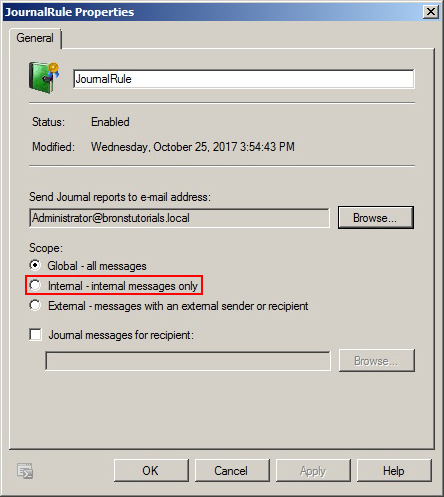 JournalRule Properties
General
JournalRule
Status: Enabled
Modified: Wednesday, October 25, 2017 3:54:43 PM
Send Journal reports to e-mail address:
Administrator@bronstutorials.local Browse...
Scope:
Global - all messages
Internal - internal messages only
External - messages with an external sender or recipient
Journal messages for recipient:
Browse...
OK Cancel Apply Help